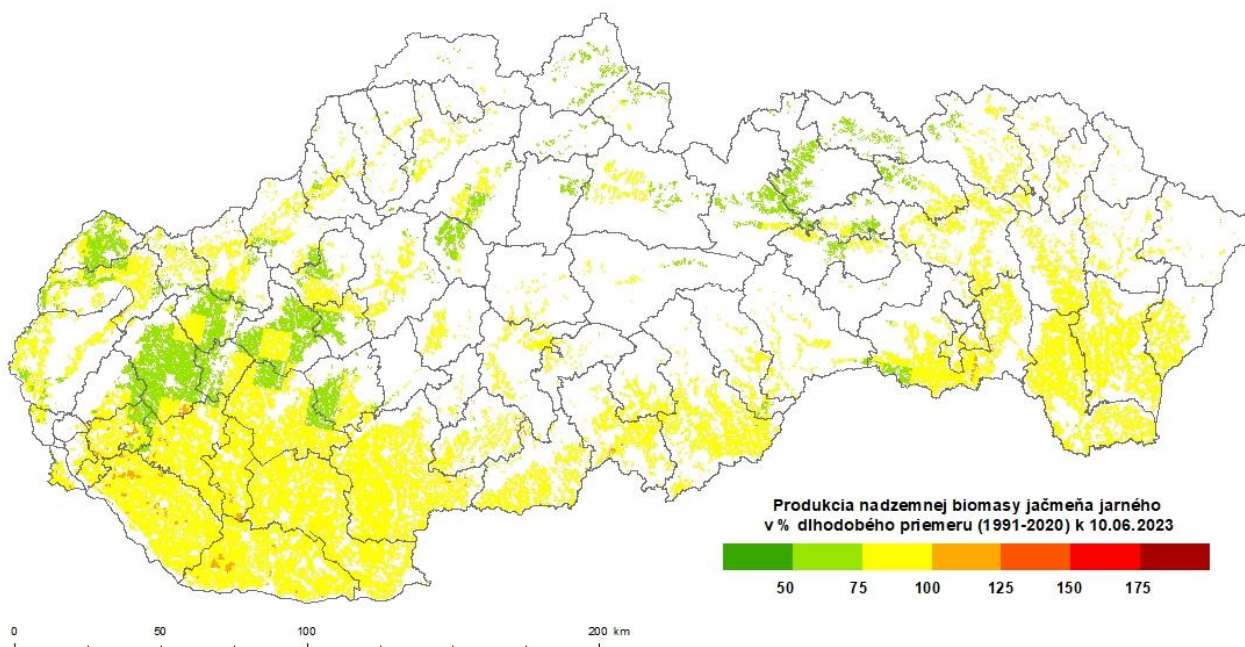 Produkcia nadzemnej biomasy jačmeňa jarného
v % dlhodobého priemeru (1991-2020) k 10.06.2023
50 75 100 125 150 175
0 50 100 200 km